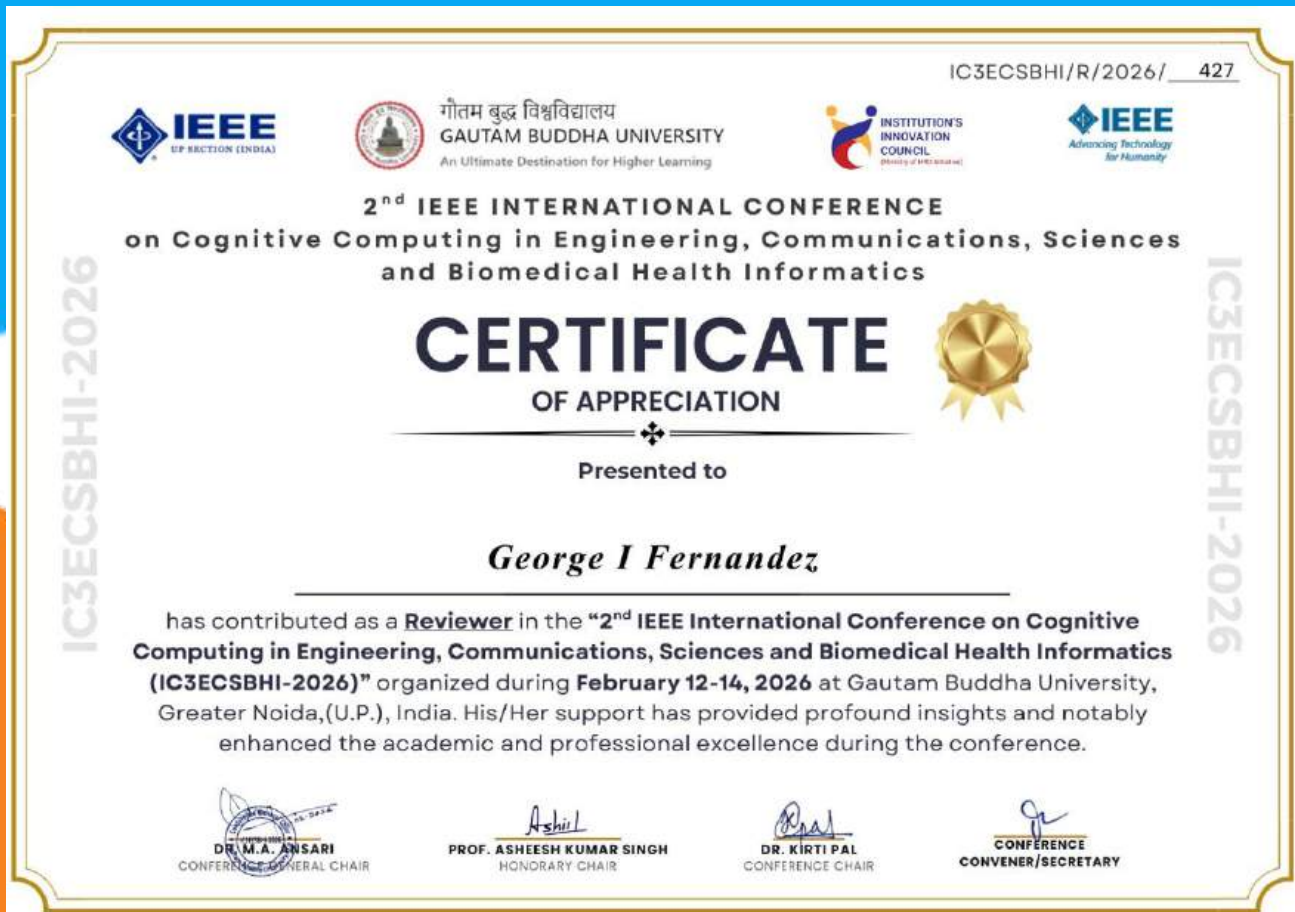 IC3ECSBHI/R/2026/ 427
IEEE
UP SECTION (INDIA)
गौतम बुद्ध विश्वविद्यालय
GAUTAM BUDDHA UNIVERSITY
An Ultimate Destination for Higher Learning
INSTITUTION'S
INNOVATION
COUNCIL
(Ministry of HRD Initiative)
IEEE
Advancing Technology
for Humanity
2nd IEEE INTERNATIONAL CONFERENCE
on Cognitive Computing in Engineering, Communications, Sciences
and Biomedical Health Informatics
IC3ECSBHI-2026
IC3ECSBHI-2026
CERTIFICATE
OF APPRECIATION
Presented to
George I Fernandez
has contributed as a Reviewer in the “2nd IEEE International Conference on Cognitive
Computing in Engineering, Communications, Sciences and Biomedical Health Informatics
(IC3ECSBHI-2026)” organized during February 12-14, 2026 at Gautam Buddha University,
Greater Noida,(U.P.), India. His/Her support has provided profound insights and notably
enhanced the academic and professional excellence during the conference.
DR. M.A. ANSARI
CONFERENCE GENERAL CHAIR
Ashish
PROF. ASHEESH KUMAR SINGH
HONORARY CHAIR
Kpal
DR. KIRTI PAL
CONFERENCE CHAIR
CONFERENCE
CONVENER/SECRETARY